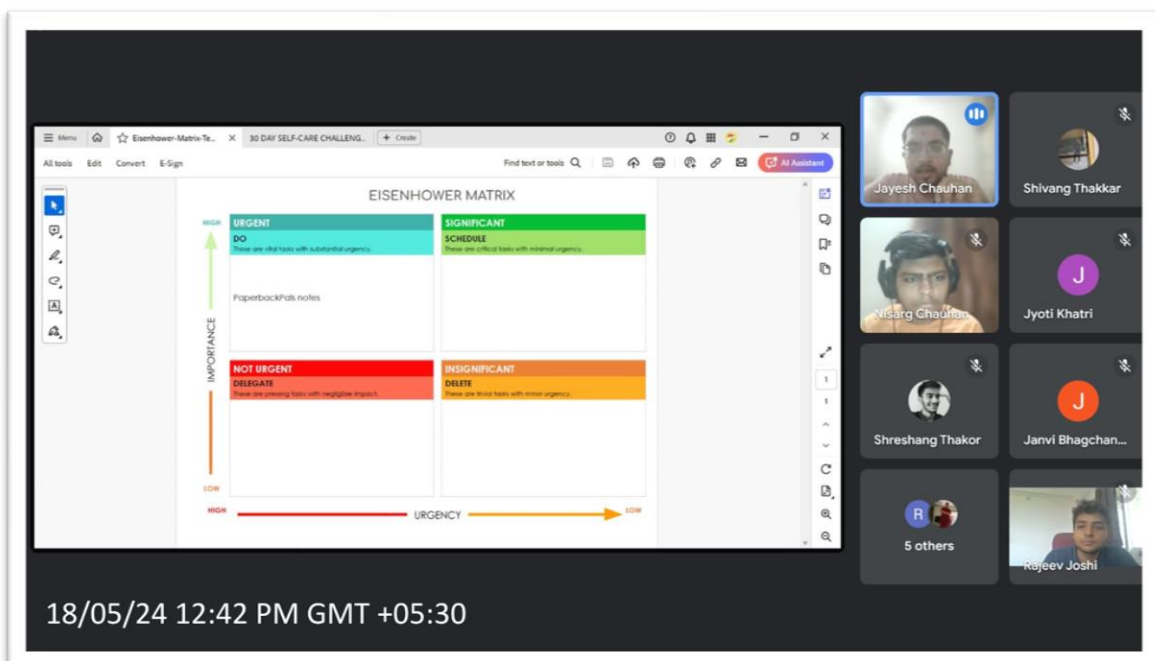 Menu Eisenhower-Matrix-Te... 30 DAY SELF-CARE CHALLENG... + Create
All tools Edit Convert E-Sign Find text or tools AI Assistant
EISENHOWER MATRIX
HIGH
URGENT
DO
These are vital tasks with substantial urgency.
PaperbackPals notes
SIGNIFICANT
SCHEDULE
These are critical tasks with minimal urgency.
IMPORTANCE
NOT URGENT
DELEGATE
These are pressing tasks with negligible impact.
INSIGNIFICANT
DELETE
These are trivial tasks with minor urgency.
LOW
HIGH URGENCY LOW
1
1
Jayesh Chauhan
Shivang Thakkar
Nisarg Chauhan
J
Jyoti Khatri
Shreshang Thakor
J
Janvi Bhagchan...
R
5 others
Rajeev Joshi
18/05/24 12:42 PM GMT +05:30